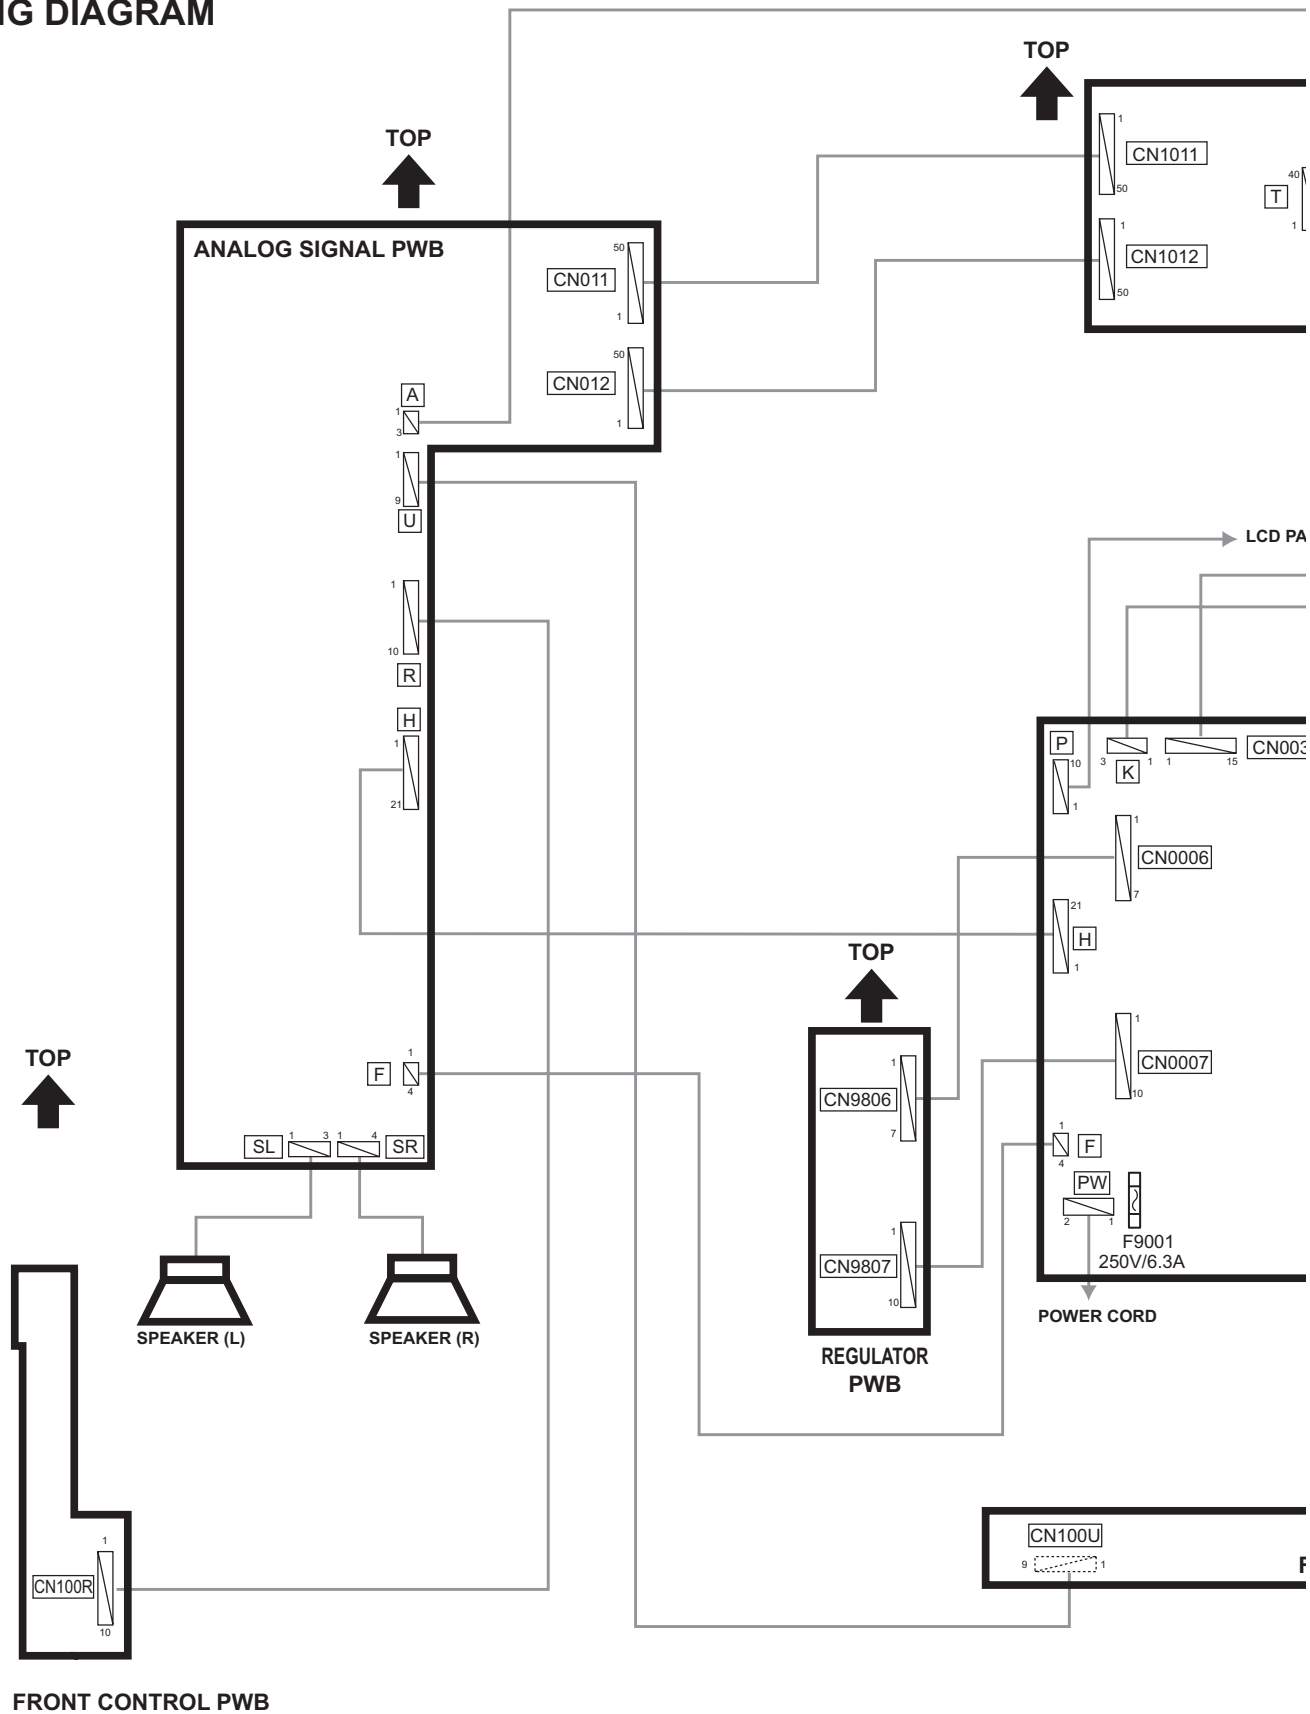 G DIAGRAM
TOP
CN1011
1
50
CN1012
1
50
T
40
1
TOP
ANALOG SIGNAL PWB
CN011
50
1
CN012
50
1
A
1
3
1
9
U
1
10
R
H
1
21
F
1
4
SL
1
3
1
4
SR
SPEAKER (L)
SPEAKER (R)
LCD PA
P
10
1
3
1
K
1
15
CN003
1
CN0006
7
21
H
1
1
CN0007
10
1
F
4
PW
2
1
F9001
250V/6.3A
POWER CORD
TOP
1
CN9806
7
1
CN9807
10
REGULATOR
PWB
TOP
1
CN100R
10
FRONT CONTROL PWB
CN100U
9
1